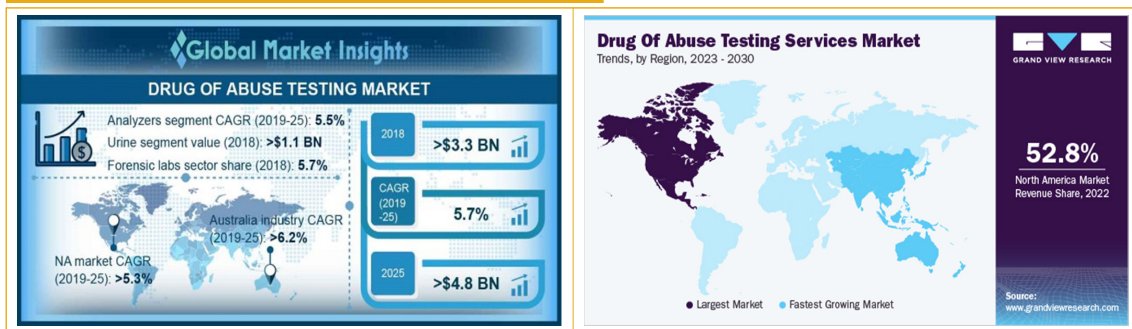 Global Market Insights
DRUG OF ABUSE TESTING MARKET
Analyzers segment CAGR (2019-25): 5.5%
Urine segment value (2018): >$1.1 BN
Forensic labs sector share (2018): 5.7%
Australia industry CAGR
(2019-25): >6.2%
NA market CAGR
(2019-25): >5.3%
2018
>$3.3 BN
CAGR
(2019
-25)
5.7%
2025
>$4.8 BN
Drug Of Abuse Testing Services Market
Trends, by Region, 2023 - 2030
Largest Market
Fastest Growing Market
GRAND VIEW RESEARCH
52.8%
North America Market
Revenue Share, 2022
Source:
www.grandviewresearch.com